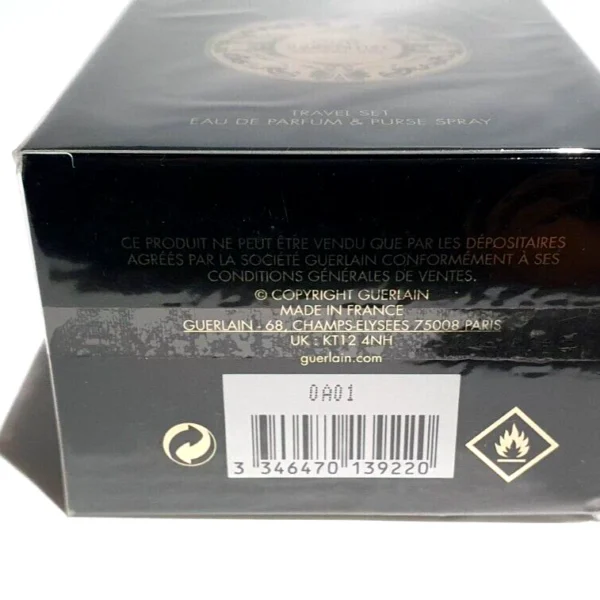 TRAVEL SET
EAU DE PARFUM & PURSE SPRAY
CE PRODUIT NE PEUT ÊTRE VENDU QUE PAR LES DÉPOSITAIRES
AGRÉÉS PAR LA SOCIÉTÉ GUERLAIN CONFORMÉMENT À SES
CONDITIONS GÉNÉRALES DE VENTES.
© COPYRIGHT GUERLAIN
MADE IN FRANCE
GUERLAIN - 68, CHAMPS-ELYSEES 75008 PARIS
UK : KT12 4NH
guerlain.com
0A01
3 346470 139220